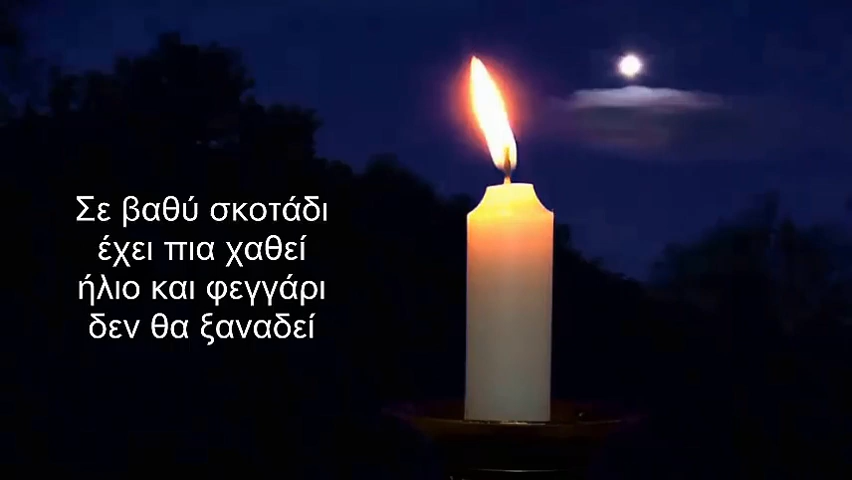 Σε βαθύ σκοτάδι
έχει πια χαθεί
ήλιο και φεγγάρι
δεν θα ξαναδεί